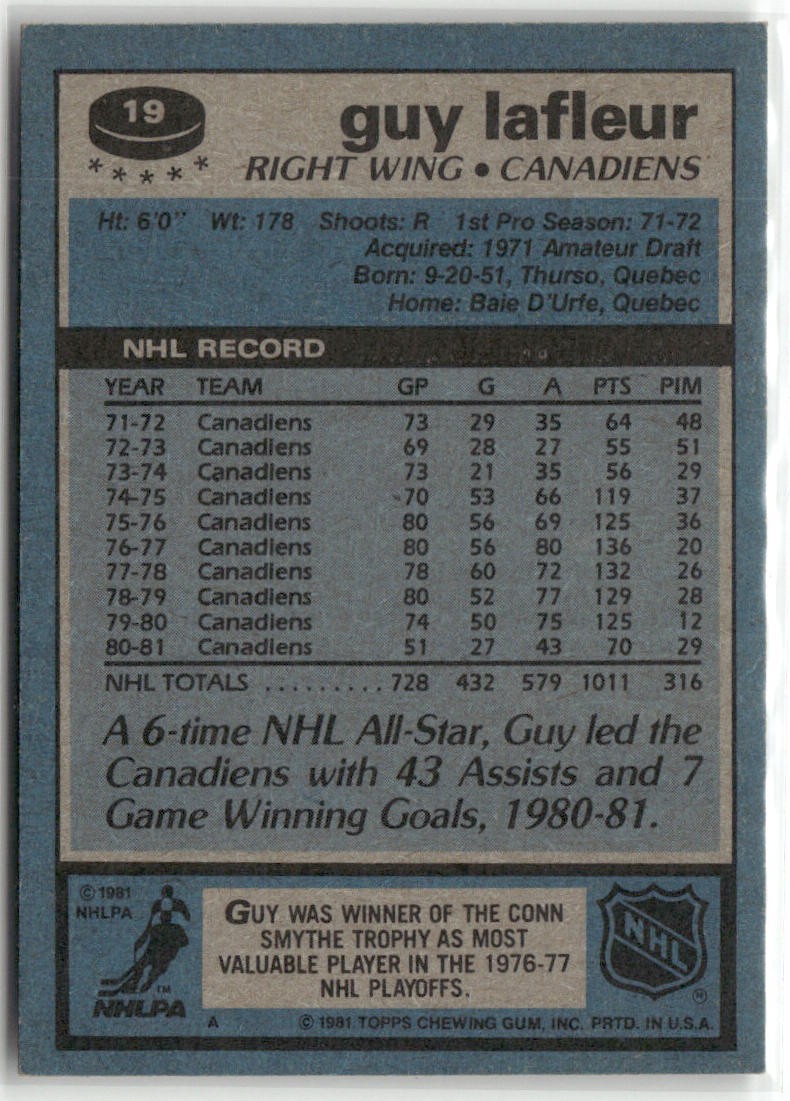 19
guy lafleur
* * * * *
RIGHT WING • CANADIENS
Ht: 6'0" Wt: 178 Shoots: R 1st Pro Season: 71-72
Acquired: 1971 Amateur Draft
Born: 9-20-51, Thurso, Quebec
Home: Baie D'Urfe, Quebec
NHL RECORD
YEAR TEAM GP G A PTS PIM
71-72 Canadiens 73 29 35 64 48
72-73 Canadiens 69 28 27 55 51
73-74 Canadiens 73 21 35 56 29
74-75 Canadiens 70 53 66 119 37
75-76 Canadiens 80 56 69 125 36
76-77 Canadiens 80 56 80 136 20
77-78 Canadiens 78 60 72 132 26
78-79 Canadiens 80 52 77 129 28
79-80 Canadiens 74 50 75 125 12
80-81 Canadiens 51 27 43 70 29
NHL TOTALS ......... 728 432 579 1011 316
A 6-time NHL All-Star, Guy led the
Canadiens with 43 Assists and 7
Game Winning Goals, 1980-81.
© 1981
NHLPA
TM
NHLPA
GUY WAS WINNER OF THE CONN
SMYTHE TROPHY AS MOST
VALUABLE PLAYER IN THE 1976-77
NHL PLAYOFFS.
NHL
®
A © 1981 TOPPS CHEWING GUM, INC. PRTD. IN U.S.A.